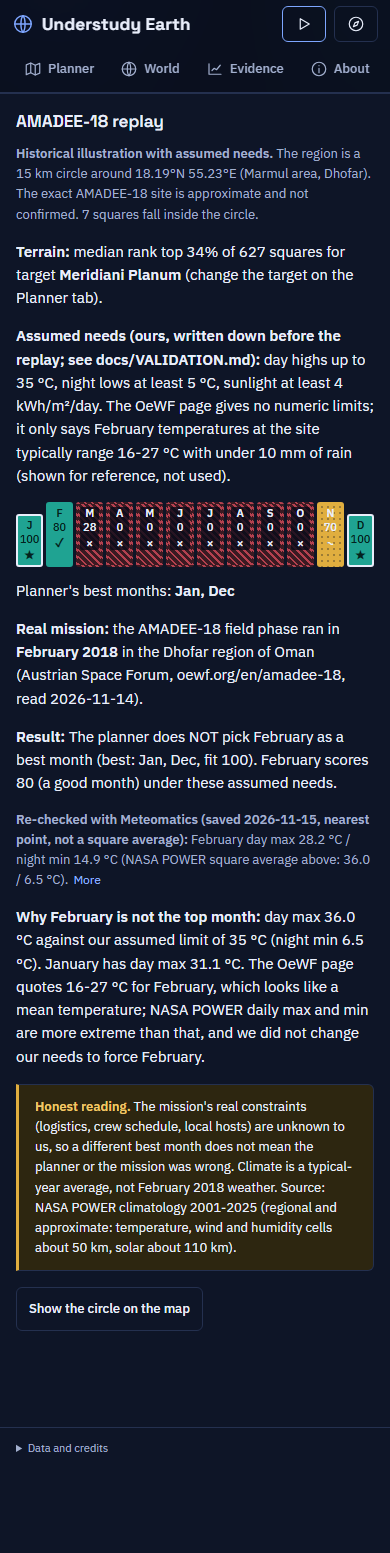 Understudy Earth
Planner World Evidence About
AMADEE-18 replay
Historical illustration with assumed needs. The region is a
15 km circle around 18.19°N 55.23°E (Marmul area, Dhofar).
The exact AMADEE-18 site is approximate and not
confirmed. 7 squares fall inside the circle.
Terrain: median rank top 34% of 627 squares for
target Meridiani Planum (change the target on the
Planner tab).
Assumed needs (ours, written down before the
replay; see docs/VALIDATION.md): day highs up to
35 °C, night lows at least 5 °C, sunlight at least 4
kWh/m²/day. The OeWF page gives no numeric limits;
it only says February temperatures at the site
typically range 16-27 °C with under 10 mm of rain
(shown for reference, not used).
J F M A M J J A S O N D
100 80 28 0 0 0 0 0 0 0 70 100
★ ✓ × × × × × × × × ~ ★
Planner's best months: Jan, Dec
Real mission: the AMADEE-18 field phase ran in
February 2018 in the Dhofar region of Oman
(Austrian Space Forum, oewf.org/en/amadee-18,
read 2026-11-14).
Result: The planner does NOT pick February as a
best month (best: Jan, Dec, fit 100). February scores
80 (a good month) under these assumed needs.
Re-checked with Meteomatics (saved 2026-11-15, nearest
point, not a square average): February day max 28.2 °C /
night min 14.9 °C (NASA POWER square average above: 36.0
/ 6.5 °C). More
Why February is not the top month: day max 36.0
°C against our assumed limit of 35 °C (night min 6.5
°C). January has day max 31.1 °C. The OeWF page
quotes 16-27 °C for February, which looks like a
mean temperature; NASA POWER daily max and min
are more extreme than that, and we did not change
our needs to force February.
Honest reading. The mission's real constraints
(logistics, crew schedule, local hosts) are unknown to
us, so a different best month does not mean the
planner or the mission was wrong. Climate is a typical-
year average, not February 2018 weather. Source:
NASA POWER climatology 2001-2025 (regional and
approximate: temperature, wind and humidity cells
about 50 km, solar about 110 km).
Show the circle on the map
Data and credits